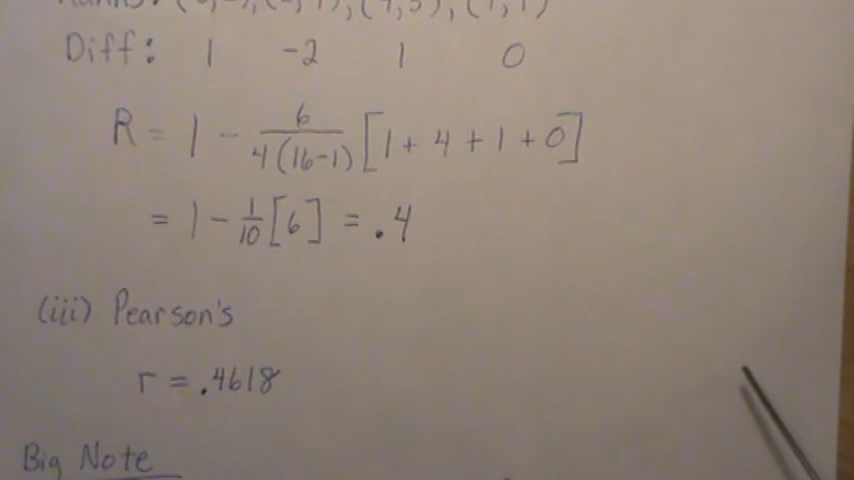 Diff: 1 -2 1 0
R = 1 - 6/4(16-1) [1 + 4 + 1 + 0]
= 1 - 1/10 [6] = .4
(iii) Pearson's
r = .4618
Big Note